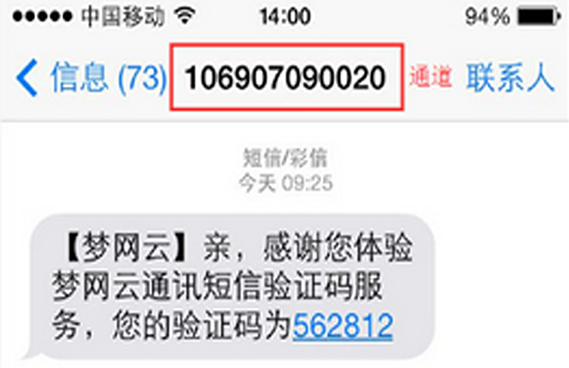 中国移动 14:00 94%
信息 (73) 106907090020 通道 联系人
短信/彩信
今天 09:25
【梦网云】亲，感谢您体验
梦网云通讯短信验证码服
务，您的验证码为562812